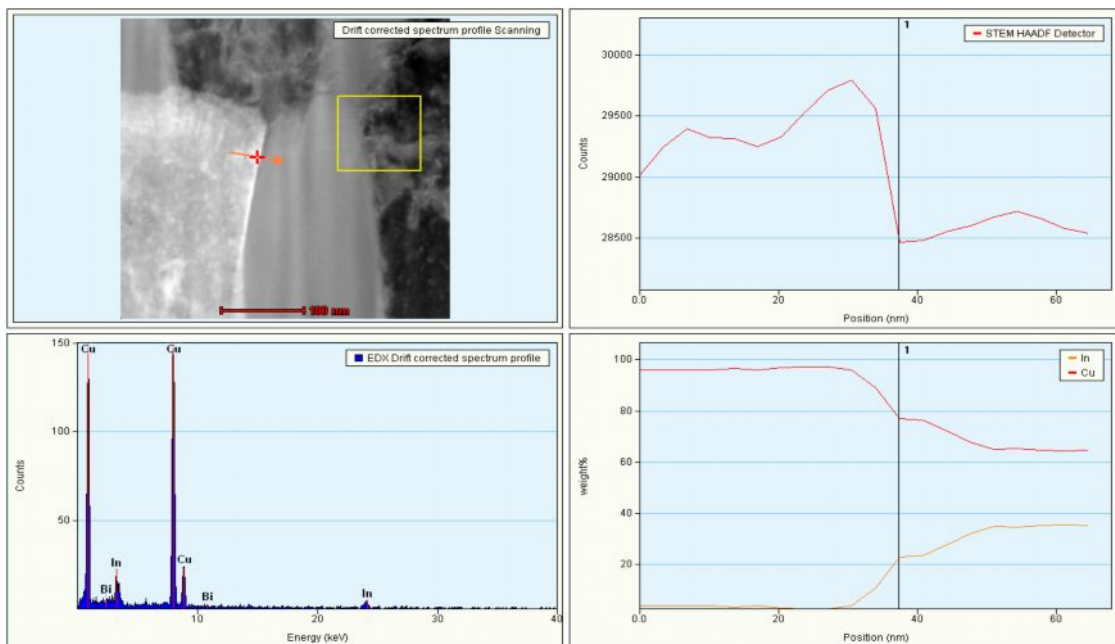 Drift corrected spectrum profile Scanning
100 nm
1
STEM HAADF Detector
30000
29500
29000
28500
Counts
0.0
20
40
60
Position (nm)
EDX Drift corrected spectrum profile
150
100
50
Counts
Cu
Cu
Cu
In
Bi
Bi
In
10
20
30
40
Energy (keV)
1
In
Cu
100
80
60
40
20
weight%
0.0
20
40
60
Position (nm)